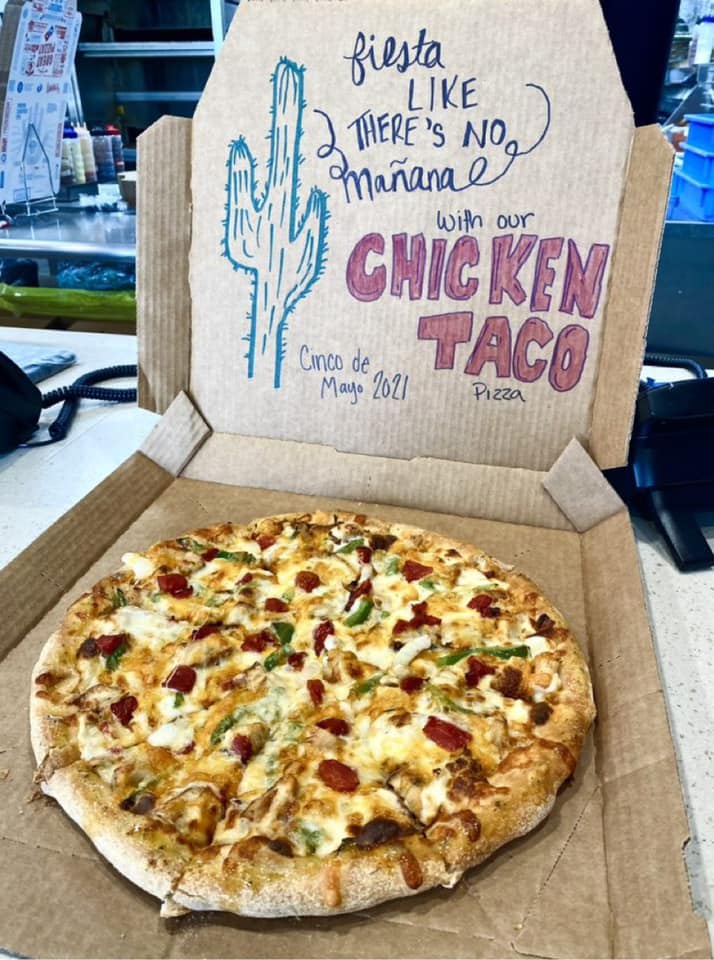 fiesta
LIKE
THERE'S NO
mañana
with our
CHICKEN
TACO
Pizza
Cinco de
Mayo 2021